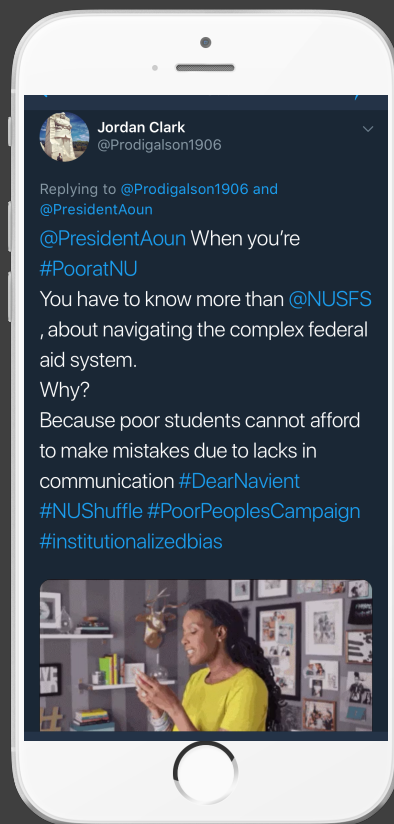 Jordan Clark
@Prodigalson1906
Replying to @Prodigalson1906 and
@PresidentAoun
@PresidentAoun When you’re
#PooratNU
You have to know more than @NUSFS
, about navigating the complex federal
aid system.
Why?
Because poor students cannot afford
to make mistakes due to lacks in
communication #DearNavient
#NUShuffle #PoorPeoplesCampaign
#institutionalizedbias